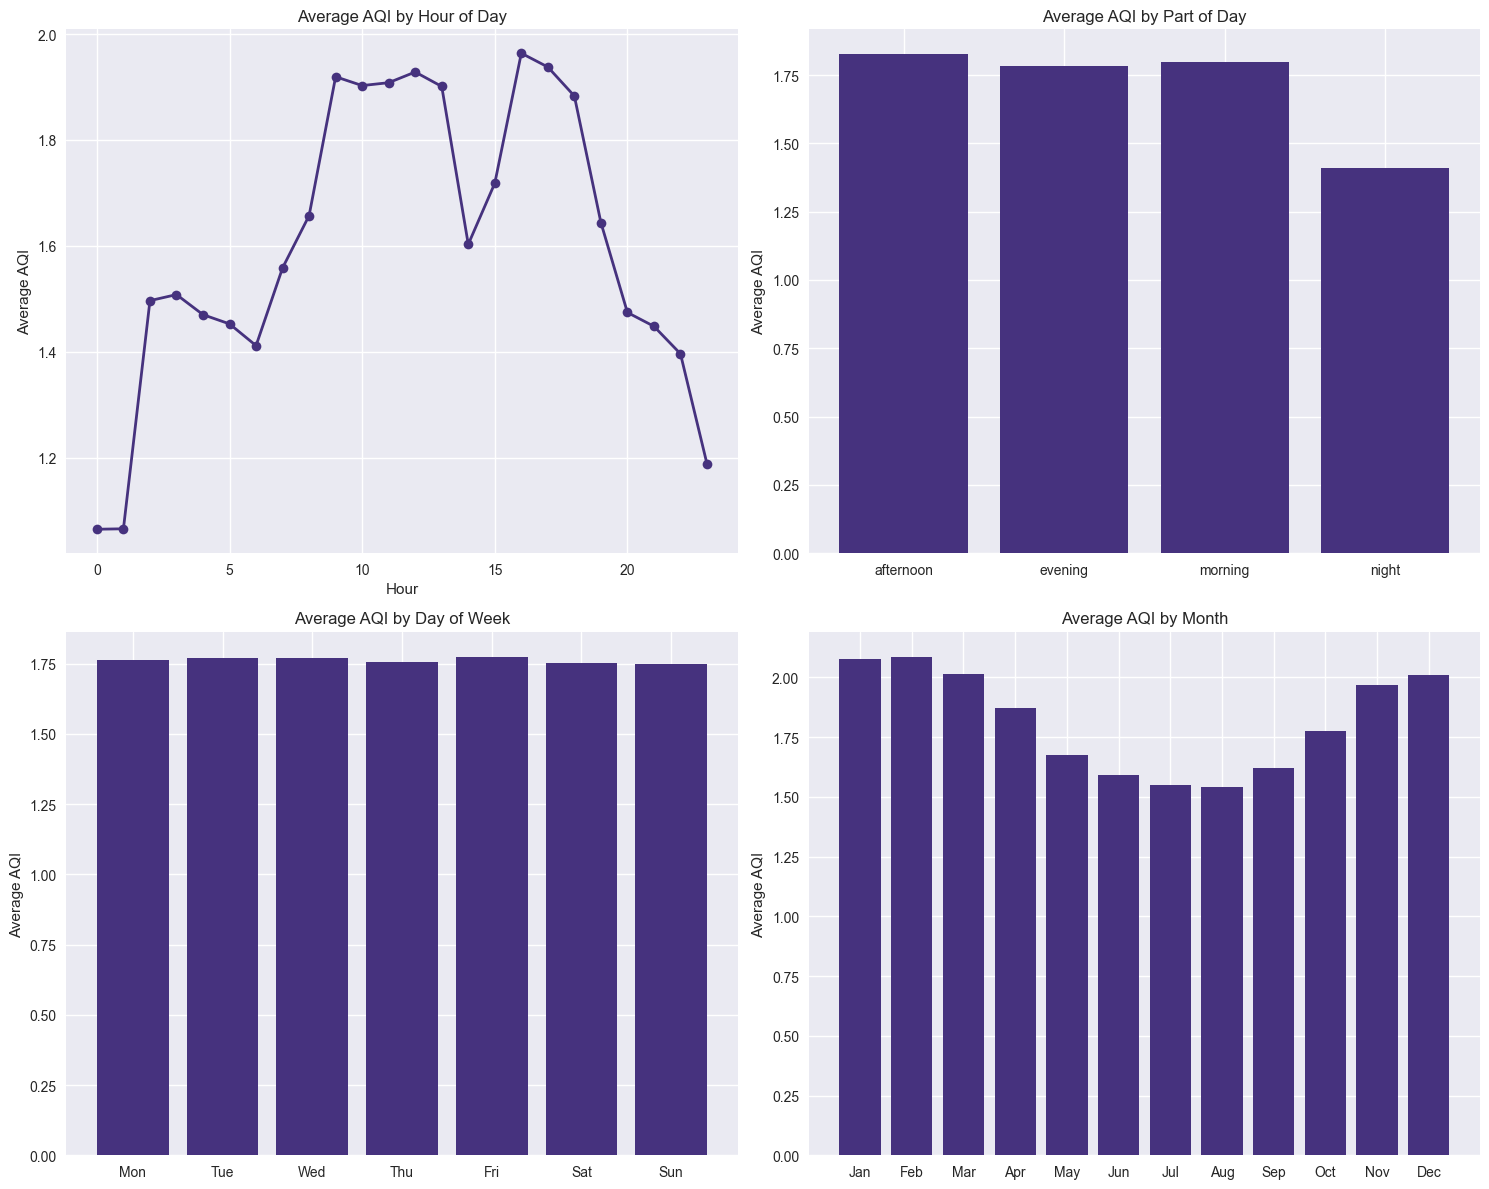 Average AQI by Hour of Day
Average AQI
2.0
1.8
1.6
1.4
1.2
0 5 10 15 20
Hour
Average AQI by Part of Day
Average AQI
1.75
1.50
1.25
1.00
0.75
0.50
0.25
0.00
afternoon evening morning night
Average AQI by Day of Week
Average AQI
1.75
1.50
1.25
1.00
0.75
0.50
0.25
0.00
Mon Tue Wed Thu Fri Sat Sun
Average AQI by Month
Average AQI
2.00
1.75
1.50
1.25
1.00
0.75
0.50
0.25
0.00
Jan Feb Mar Apr May Jun Jul Aug Sep Oct Nov Dec